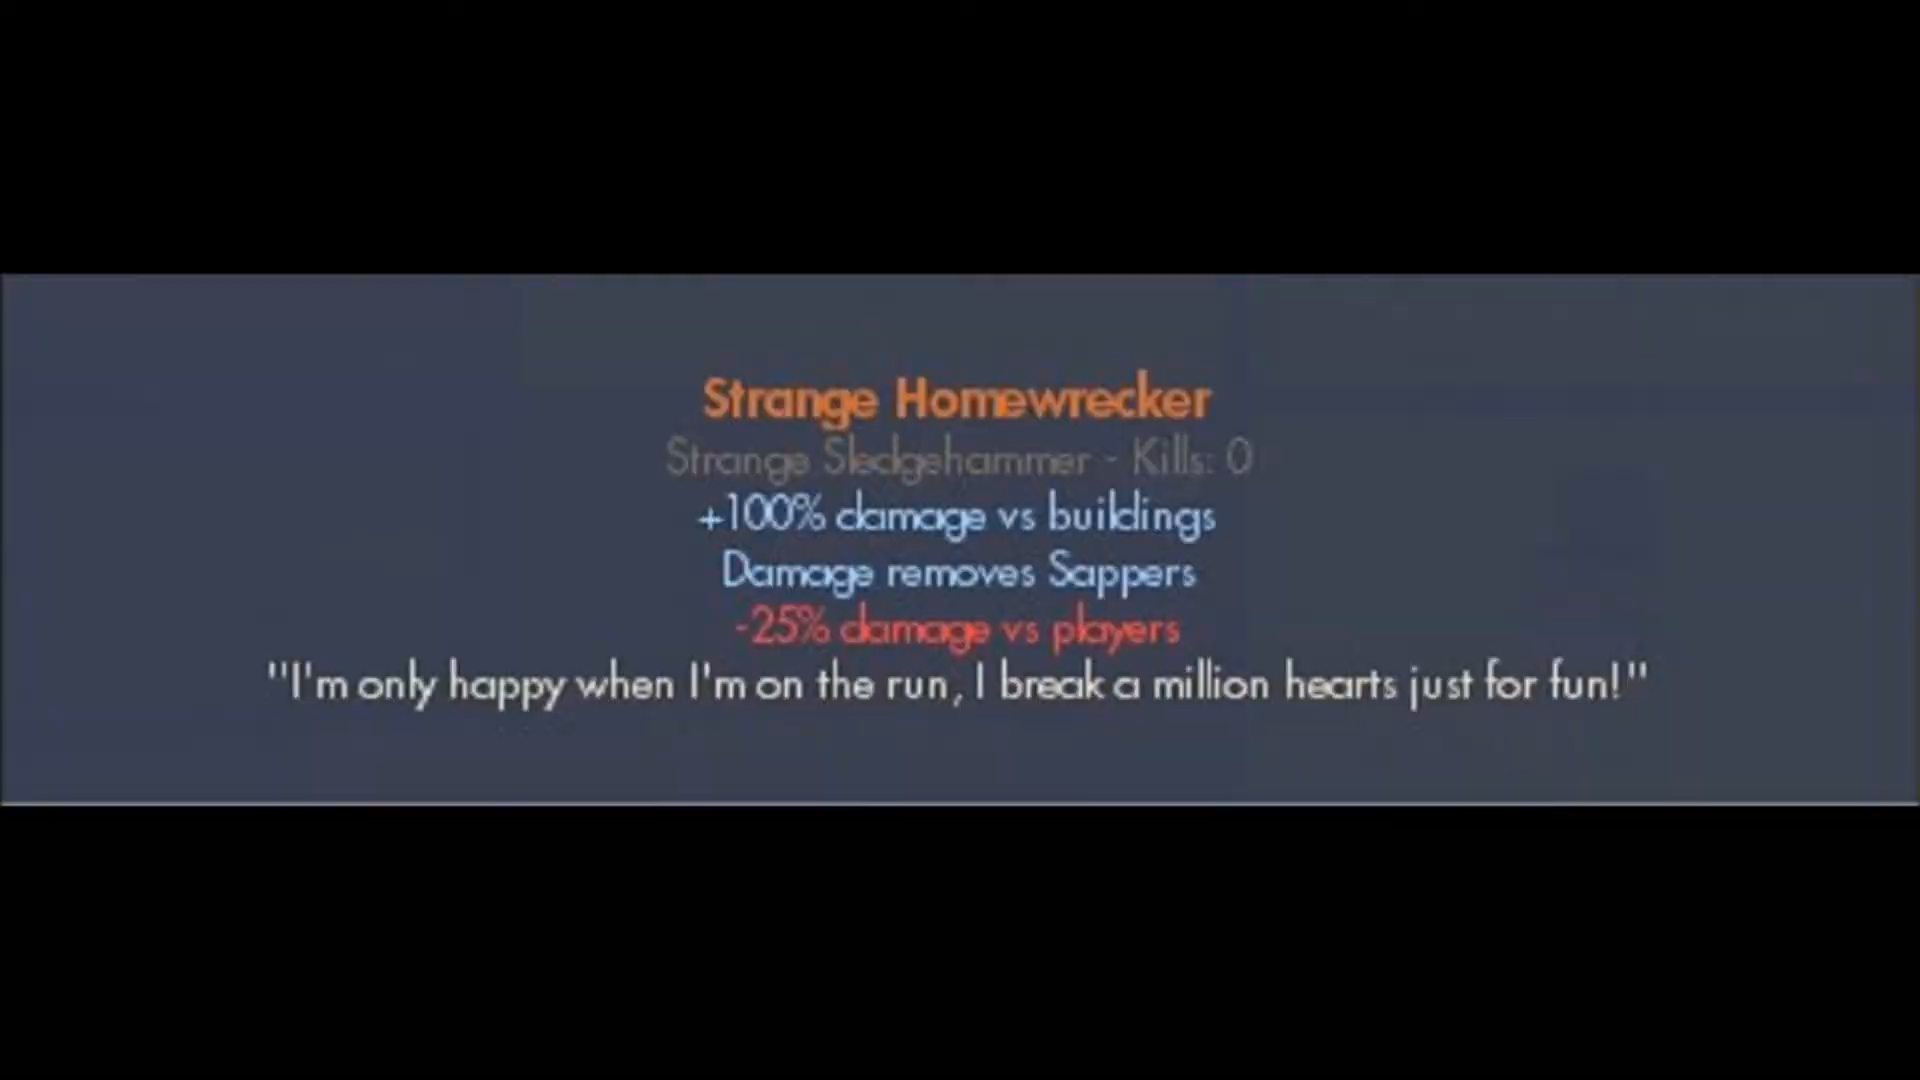 Strange Homewrecker
Strange Sledgehammer - Kills: 0
+100% damage vs buildings
Damage removes Sappers
-25% damage vs players
"I'm only happy when I'm on the run, I break a million hearts just for fun!"